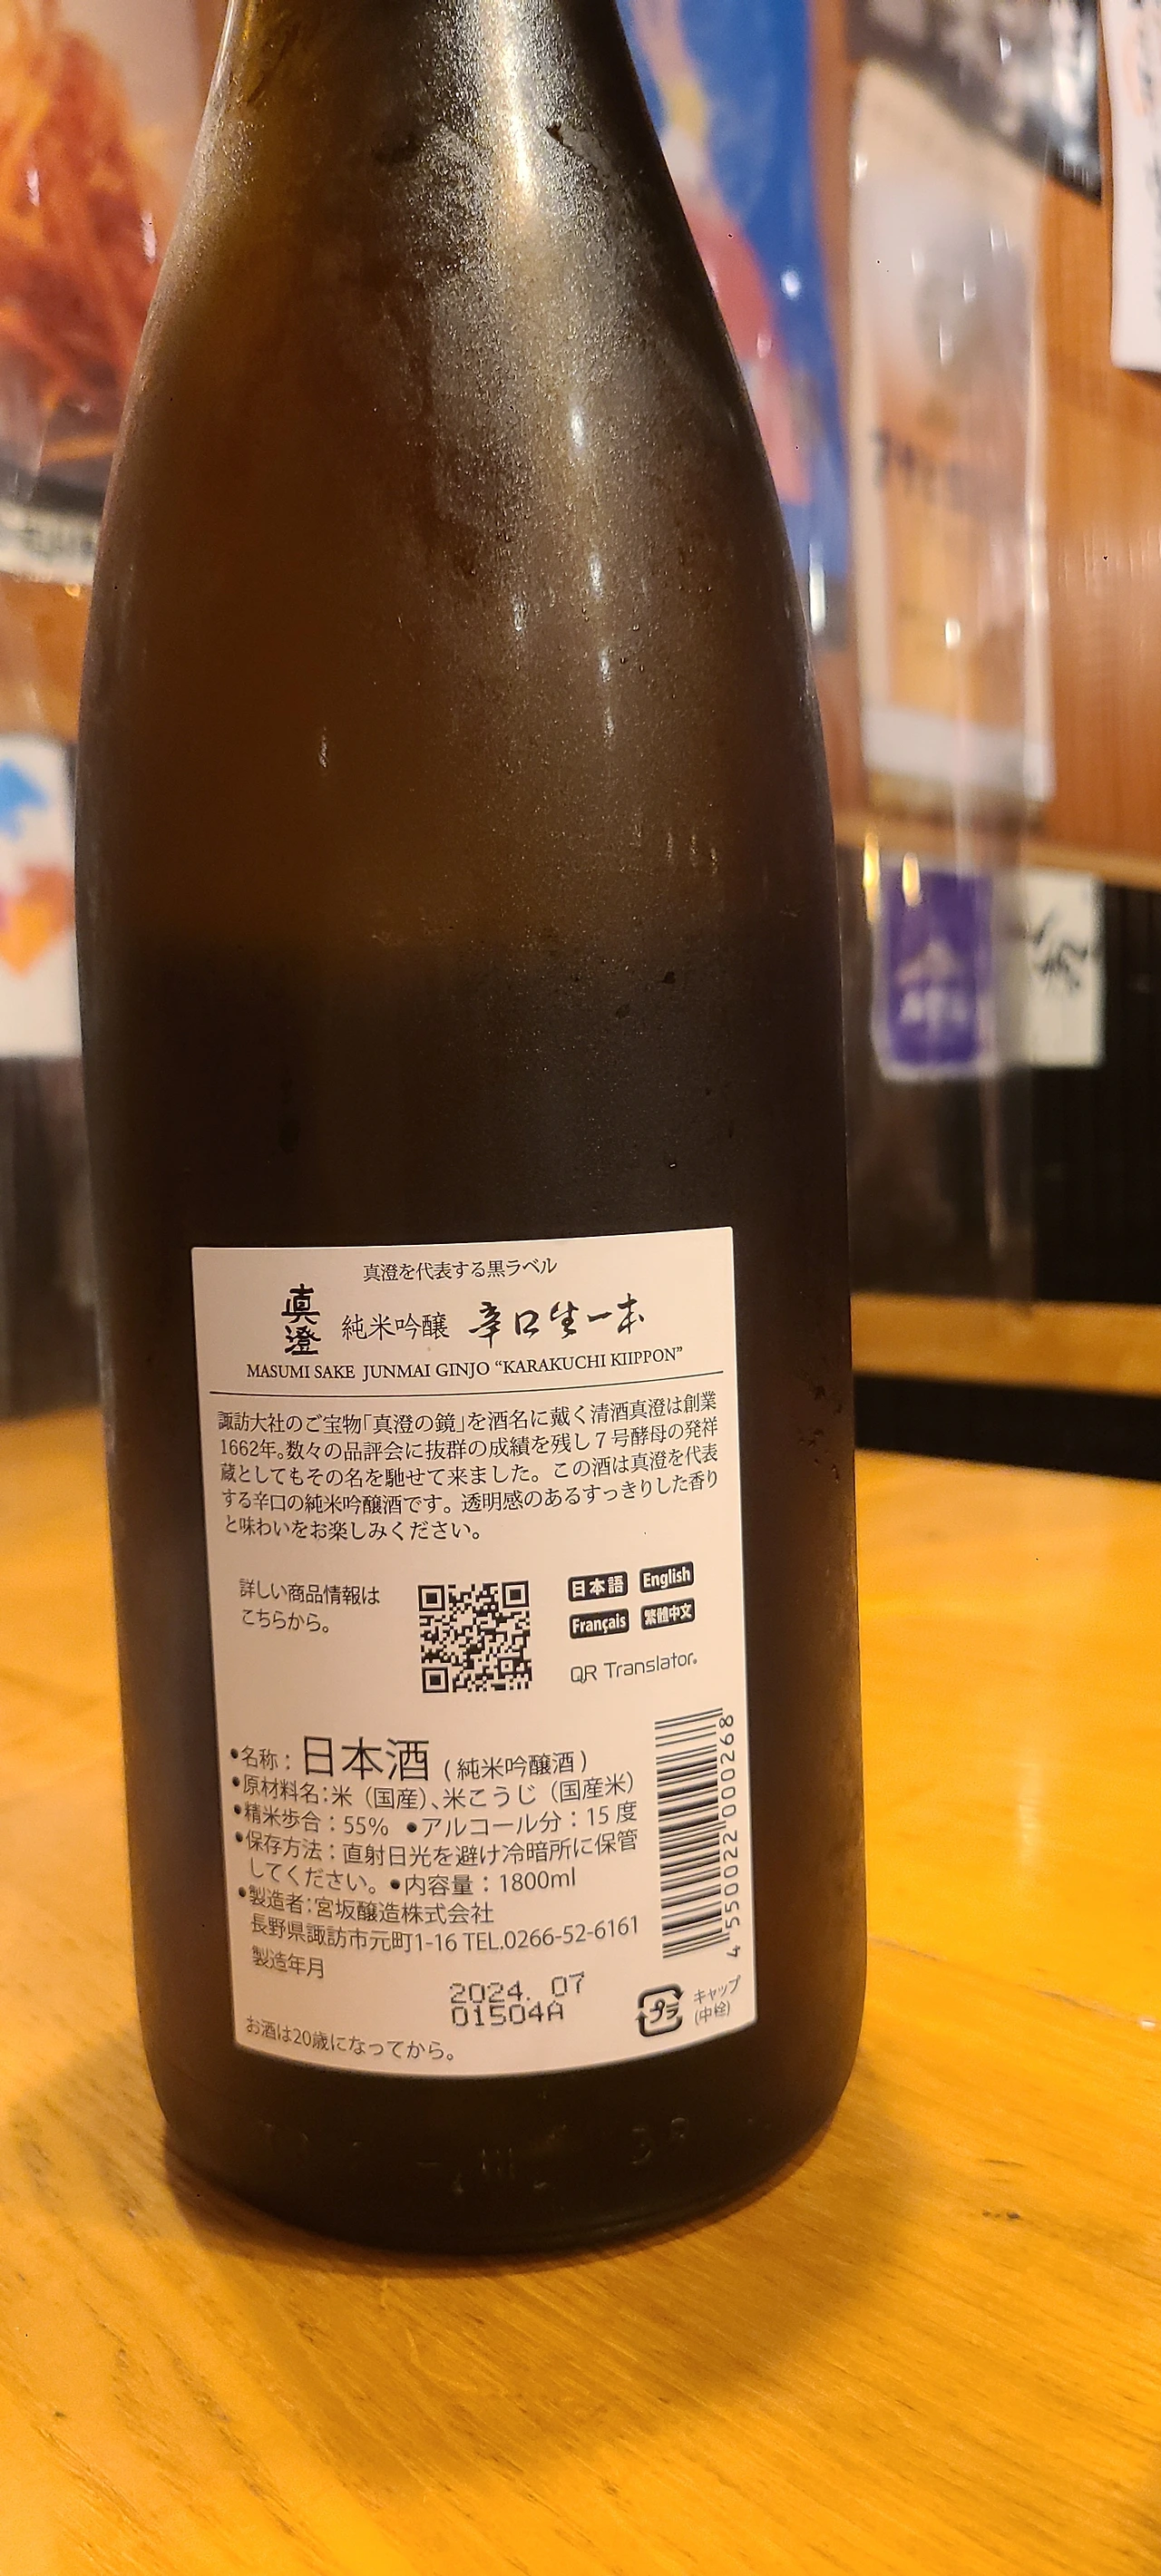 真澄を代表する黒ラベル
真澄 純米吟醸 辛口生一本
MASUMI SAKE JUNMAI GINJO “KARAKUCHI KIIPPON”
諏訪大社のご宝物「真澄の鏡」を酒名に戴く清酒真澄は創業
1662年。数々の品評会に抜群の成績を残し7号酵母の発祥
蔵としてもその名を馳せて来ました。この酒は真澄を代表
する辛口の純米吟醸酒です。透明感のあるすっきりした香り
と味わいをお楽しみください。
詳しい商品情報は
こちらから。
日本語 English
Français 繁體中文
QR Translator®
•名称：日本酒（純米吟醸酒）
•原材料名：米（国産）、米こうじ（国産米）
•精米歩合：55% •アルコール分：15度
•保存方法：直射日光を避け冷暗所に保管
してください。•内容量：1800ml
•製造者：宮坂醸造株式会社
長野県諏訪市元町1-16 TEL.0266-52-6161
製造年月
2024. 07
01504A
お酒は20歳になってから。
4 550022 000268
プラ キャップ
(中栓)